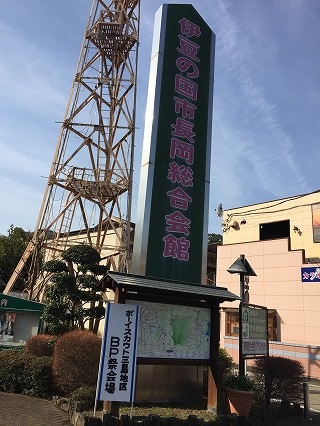 伊豆の国市長岡総合会館
ボーイスカウト三島地区
BP祭会場